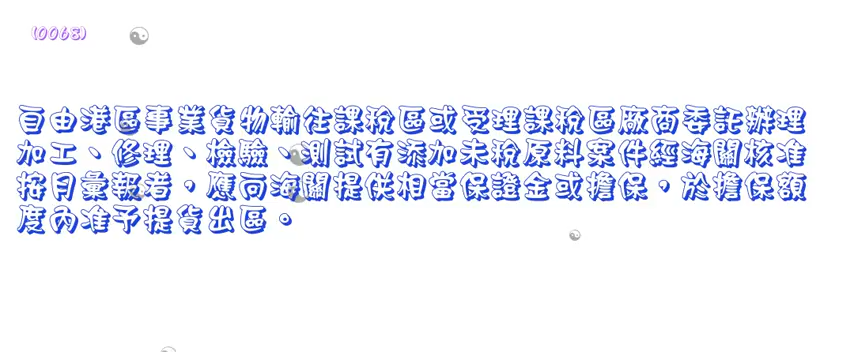 (0068)
自由港區事業貨物輸往課稅區或受理課稅區廠商委託辦理
加工、修理、檢驗、測試有添加未稅原料案件經海關核准
按月彙報者，應向海關提供相當保證金或擔保，於擔保額
度內准予提貨出區。